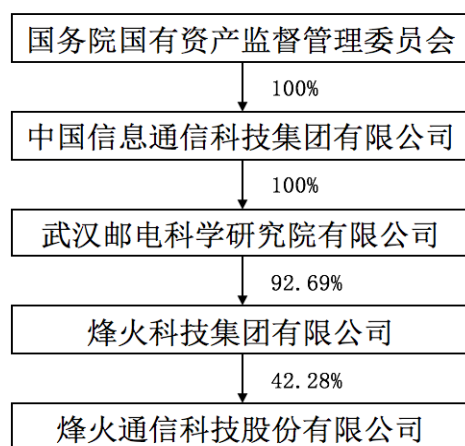 国务院国有资产监督管理委员会
100%
中国信息通信科技集团有限公司
100%
武汉邮电科学研究院有限公司
92.69%
烽火科技集团有限公司
42.28%
烽火通信科技股份有限公司